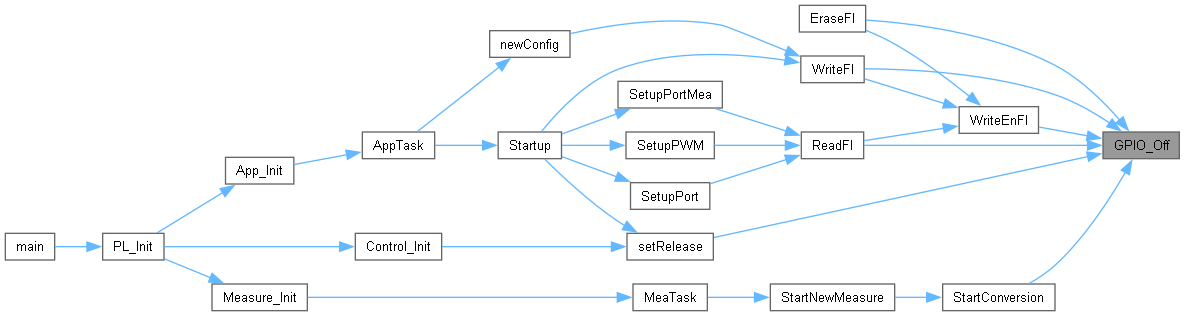 EraseFl
newConfig
WriteFl
SetupPortMea
WriteEnFl
AppTask
Startup
SetupPWM
ReadFl
GPIO_Off
App_Init
SetupPort
main
PL_Init
Control_Init
setRelease
Measure_Init
MeaTask
StartNewMeasure
StartConversion